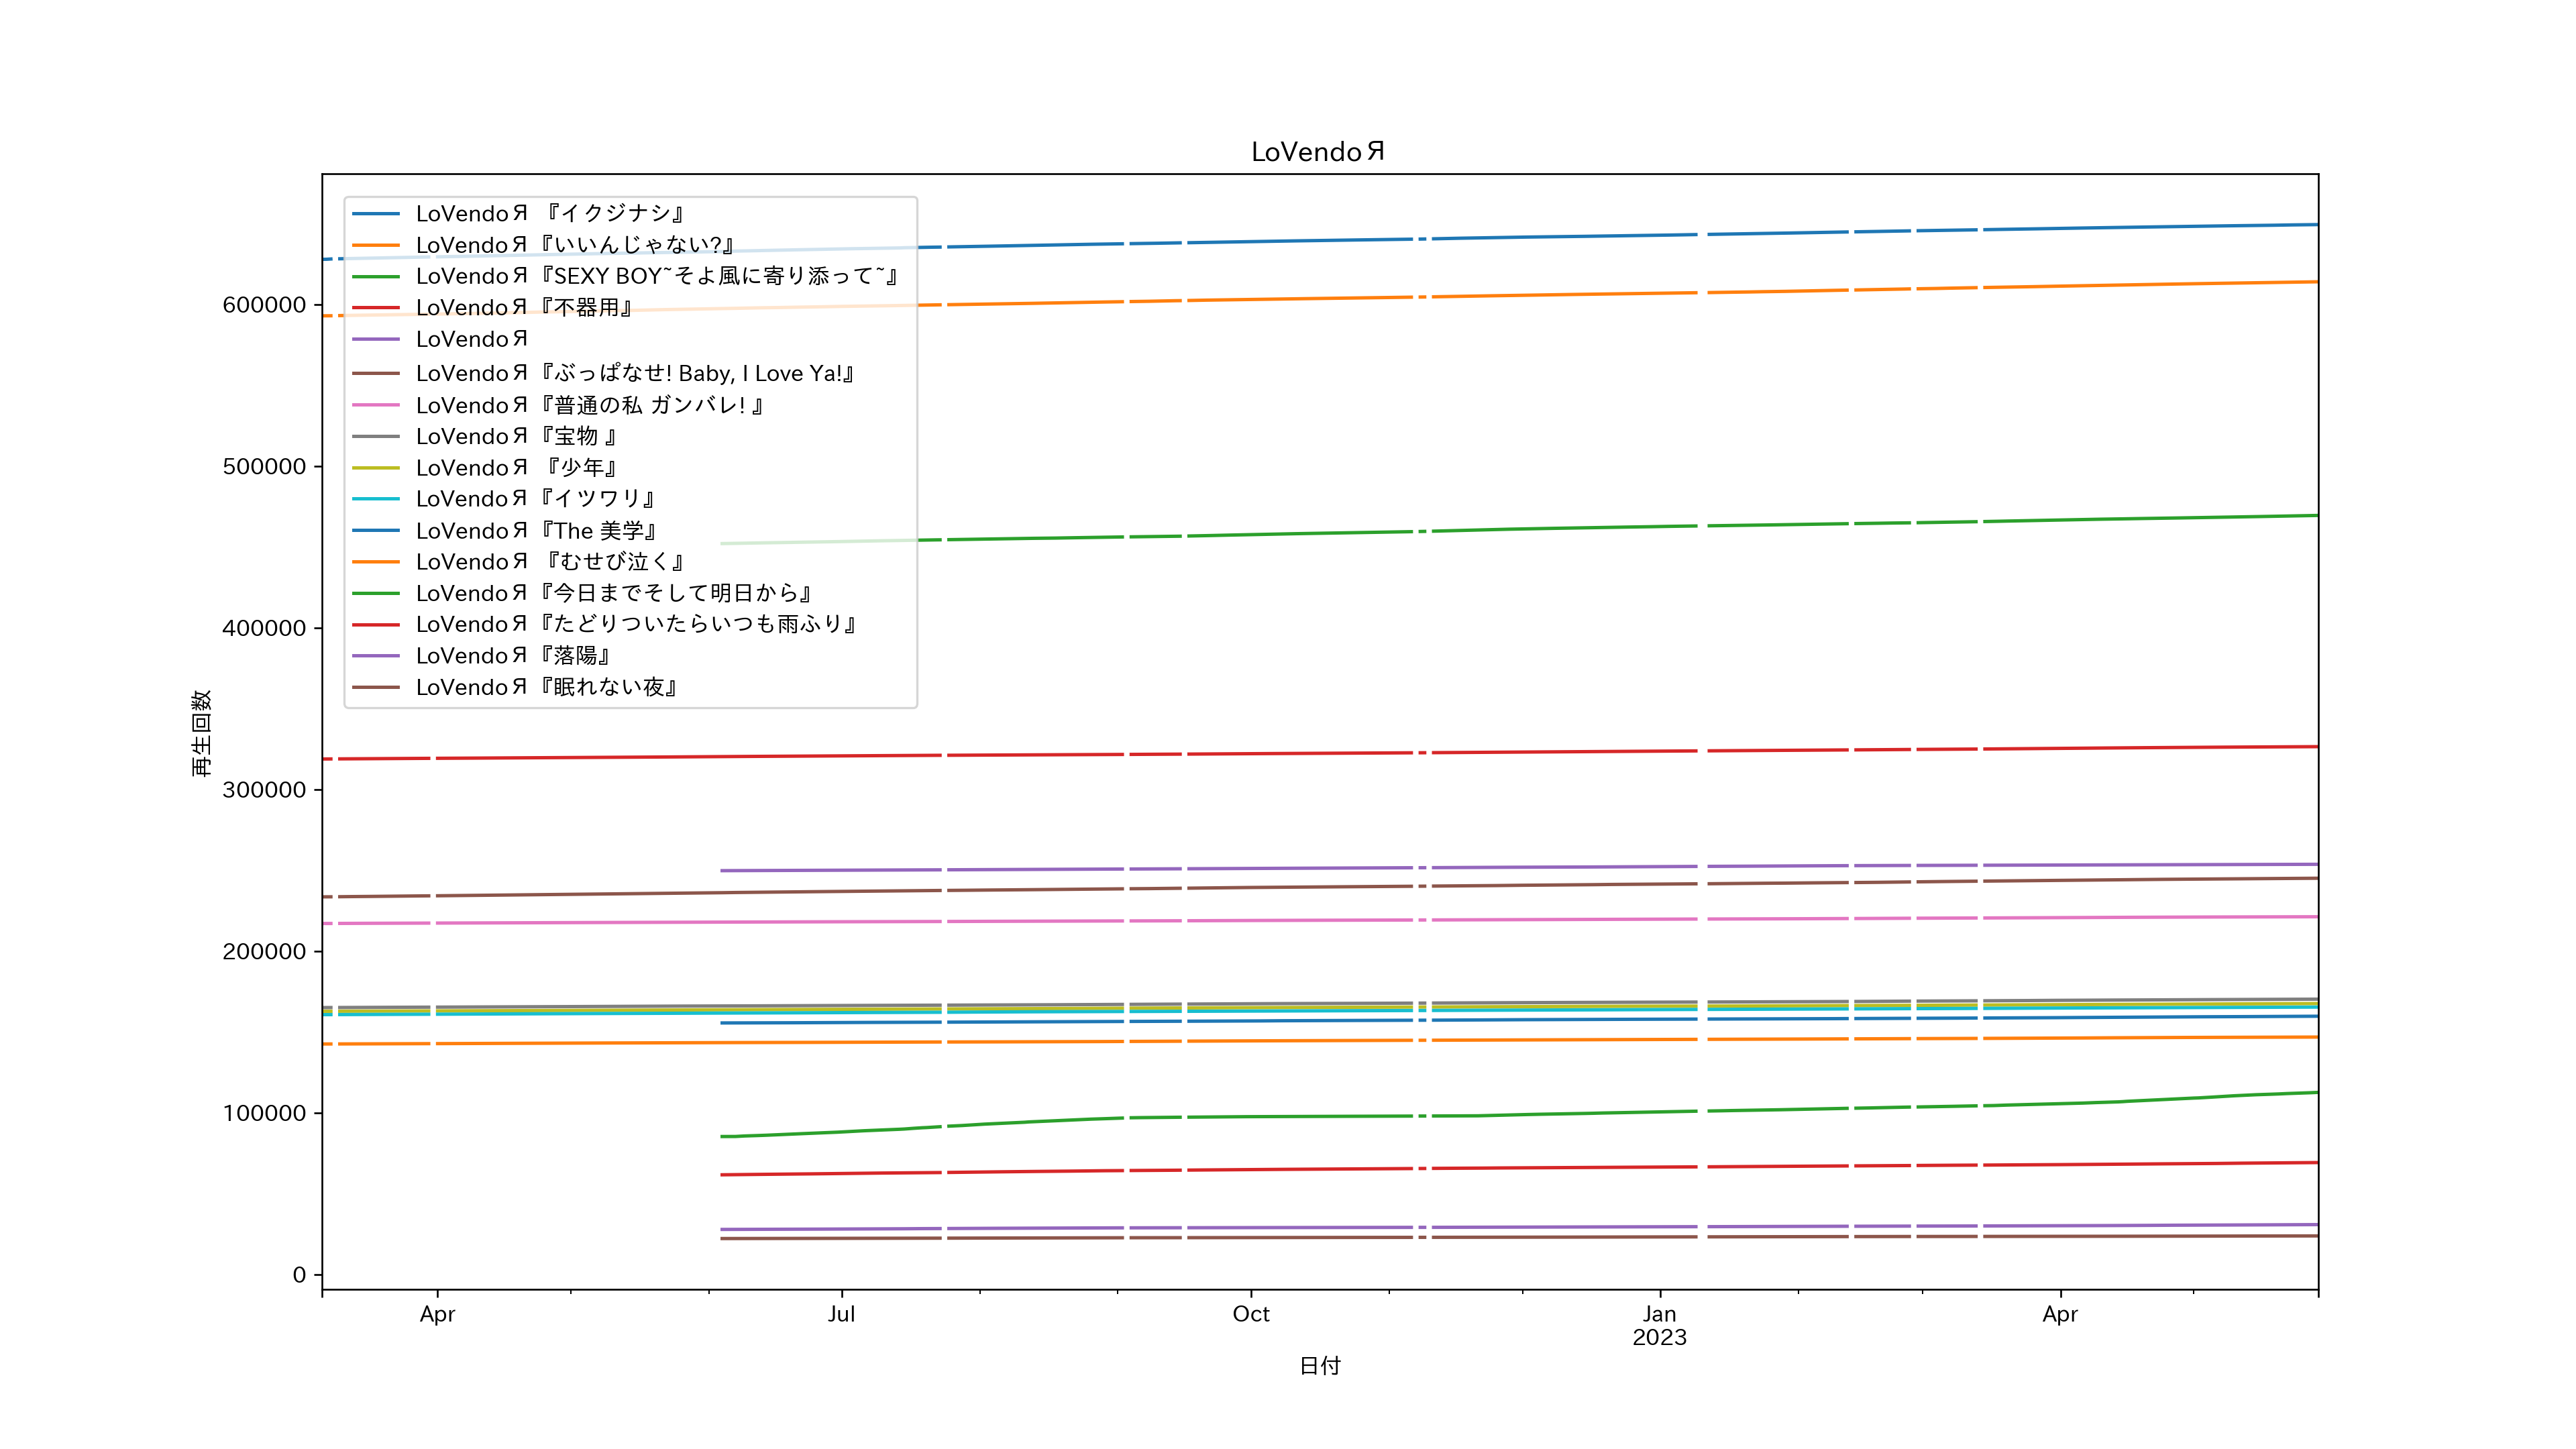 LoVendoЯ
LoVendoЯ 『イクジナシ』
LoVendoЯ『いいんじゃない?』
LoVendoЯ『SEXY BOY~そよ風に寄り添って~』
LoVendoЯ『不器用』
LoVendoЯ
LoVendoЯ『ぶっぱなせ! Baby, I Love Ya!』
LoVendoЯ『普通の私 ガンバレ! 』
LoVendoЯ『宝物 』
LoVendoЯ 『少年』
LoVendoЯ『イツワリ』
LoVendoЯ『The 美学』
LoVendoЯ 『むせび泣く』
LoVendoЯ『今日までそして明日から』
LoVendoЯ『たどりついたらいつも雨ふり』
LoVendoЯ『落陽』
LoVendoЯ『眠れない夜』
600000
500000
400000
300000
200000
100000
0
再生回数
Apr
Jul
Oct
Jan
2023
Apr
日付